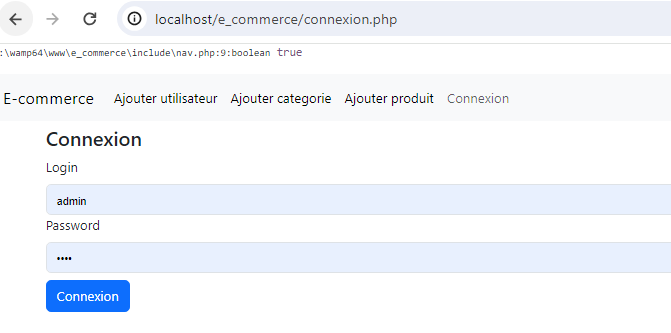 localhost/e_commerce/connexion.php
:\wamp64\www\e_commerce\include\nav.php:9:boolean true
E-commerce Ajouter utilisateur Ajouter categorie Ajouter produit Connexion
Connexion
Login
admin
Password
••••
Connexion